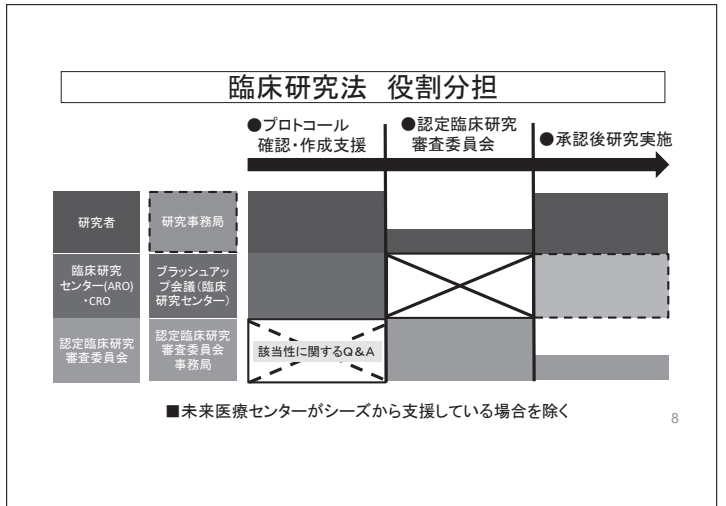 臨床研究法 役割分担
●プロトコール
確認・作成支援
●認定臨床研究
審査委員会
●承認後研究実施
研究者
研究事務局
臨床研究
センター(ARO)
・CRO
ブラッシュアッ
プ会議(臨床
研究センター)
認定臨床研究
審査委員会
認定臨床研究
審査委員会
事務局
該当性に関するQ&A
■未来医療センターがシーズから支援している場合を除く
8